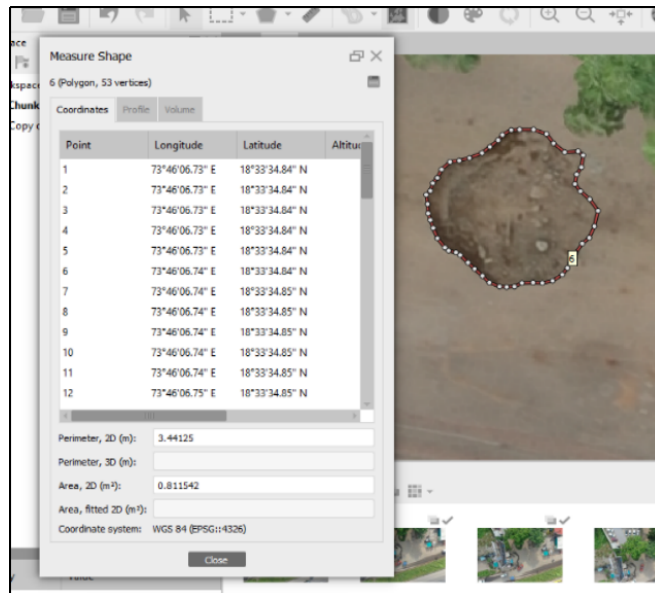 ace
Measure Shape
kspace
6 (Polygon, 53 vertices)
Chunk
Coordinates Profile Volume
Copy
Point Longitude Latitude Altitud
1 73°46'06.73" E 18°33'34.84" N
2 73°46'06.73" E 18°33'34.84" N
3 73°46'06.73" E 18°33'34.84" N
4 73°46'06.73" E 18°33'34.84" N
5 73°46'06.73" E 18°33'34.84" N
6 73°46'06.74" E 18°33'34.84" N
7 73°46'06.74" E 18°33'34.85" N
8 73°46'06.74" E 18°33'34.85" N
9 73°46'06.74" E 18°33'34.85" N
10 73°46'06.74" E 18°33'34.85" N
11 73°46'06.74" E 18°33'34.85" N
12 73°46'06.75" E 18°33'34.85" N
6
Perimeter, 2D (m): 3.44125
Perimeter, 3D (m):
Area, 2D (m²): 0.811542
Area, fitted 2D (m²):
Coordinate system: WGS 84 (EPSG::4326)
Close